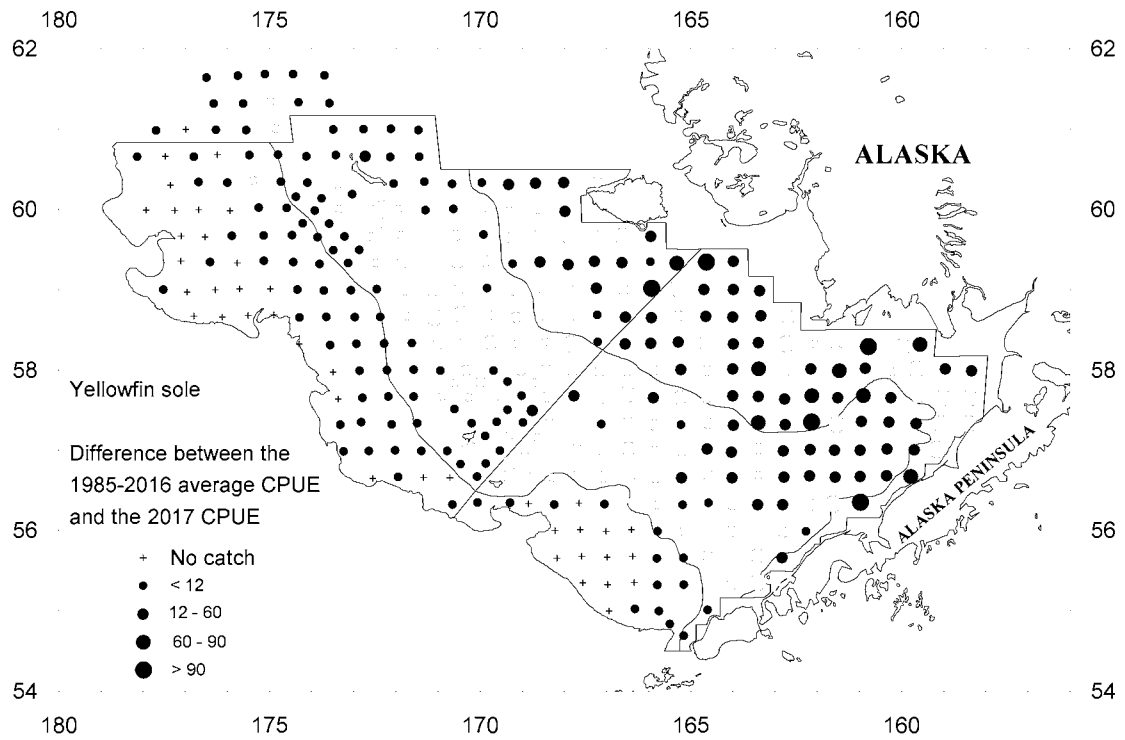 180 175 170 165 160
62 62
ALASKA
60 60
58 58
Yellowfin sole
Difference between the
1985-2016 average CPUE
and the 2017 CPUE
ALASKA PENINSULA
56 56
+ No catch
< 12
12 - 60
60 - 90
> 90
54 54
180 175 170 165 160